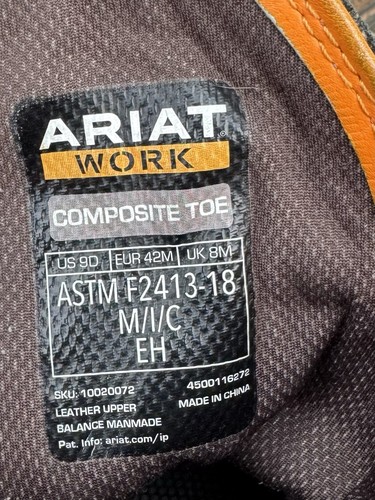 ARIAT®
WORK
COMPOSITE TOE
US 9D EUR 42M UK 8M
ASTM F2413-18
M/I/C
EH
SKU: 10020072 4500116272
LEATHER UPPER MADE IN CHINA
BALANCE MANMADE
Pat. Info: ariat.com/ip